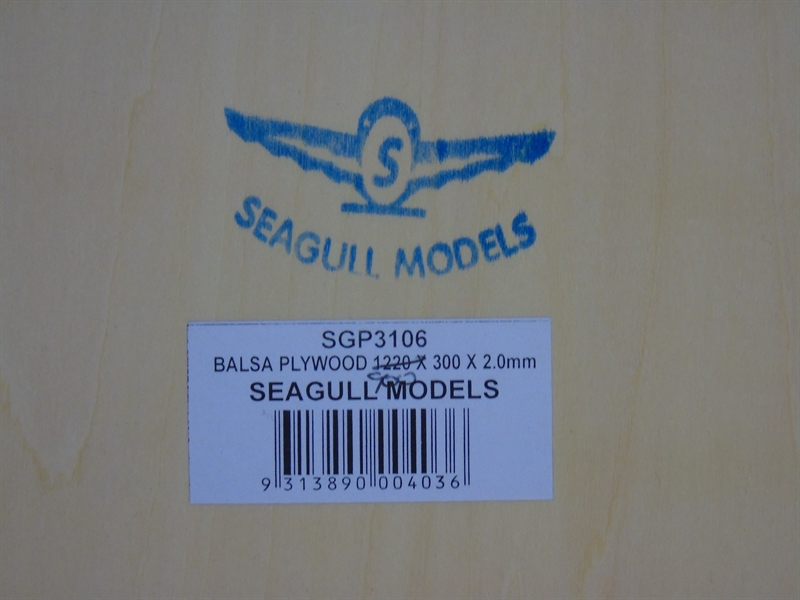 S
SEAGULL MODELS
SGP3106
BALSA PLYWOOD 1220 X 300 X 2.0mm
SEAGULL MODELS
9 313890 004036